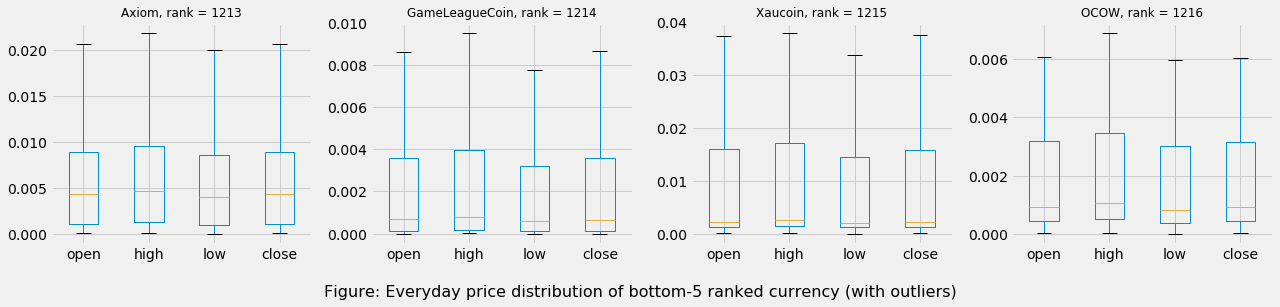 Axiom, rank = 1213
0.020
0.015
0.010
0.005
0.000
open high low close
GameLeagueCoin, rank = 1214
0.010
0.008
0.006
0.004
0.002
0.000
open high low close
Xaucoin, rank = 1215
0.04
0.03
0.02
0.01
0.00
open high low close
OCOW, rank = 1216
0.006
0.004
0.002
0.000
open high low close
Figure: Everyday price distribution of bottom-5 ranked currency (with outliers)